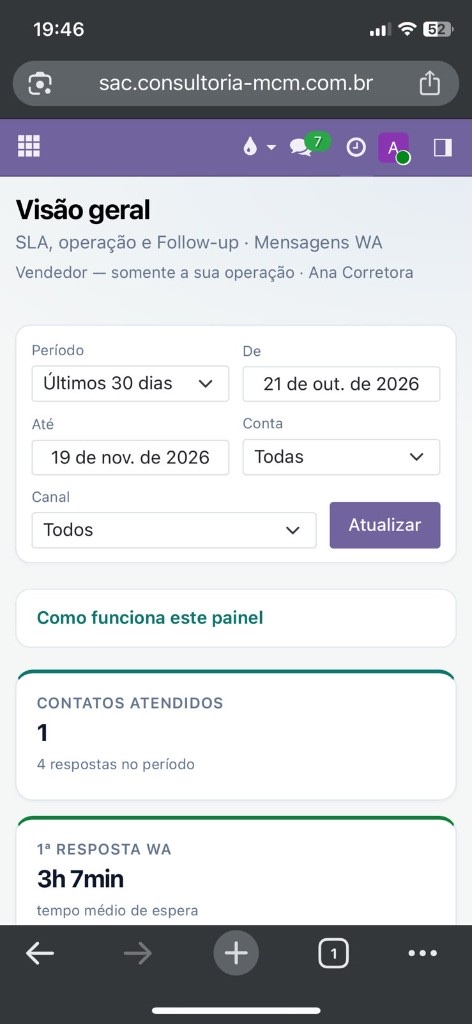 19:46
52
sac.consultoria-mcm.com.br
7
A
Visão geral
SLA, operação e Follow-up · Mensagens WA
Vendedor — somente a sua operação · Ana Corretora
Período
De
Últimos 30 dias
21 de out. de 2026
Até
Conta
19 de nov. de 2026
Todas
Canal
Todos
Atualizar
Como funciona este painel
CONTATOS ATENDIDOS
1
4 respostas no período
1ª RESPOSTA WA
3h 7min
tempo médio de espera
1